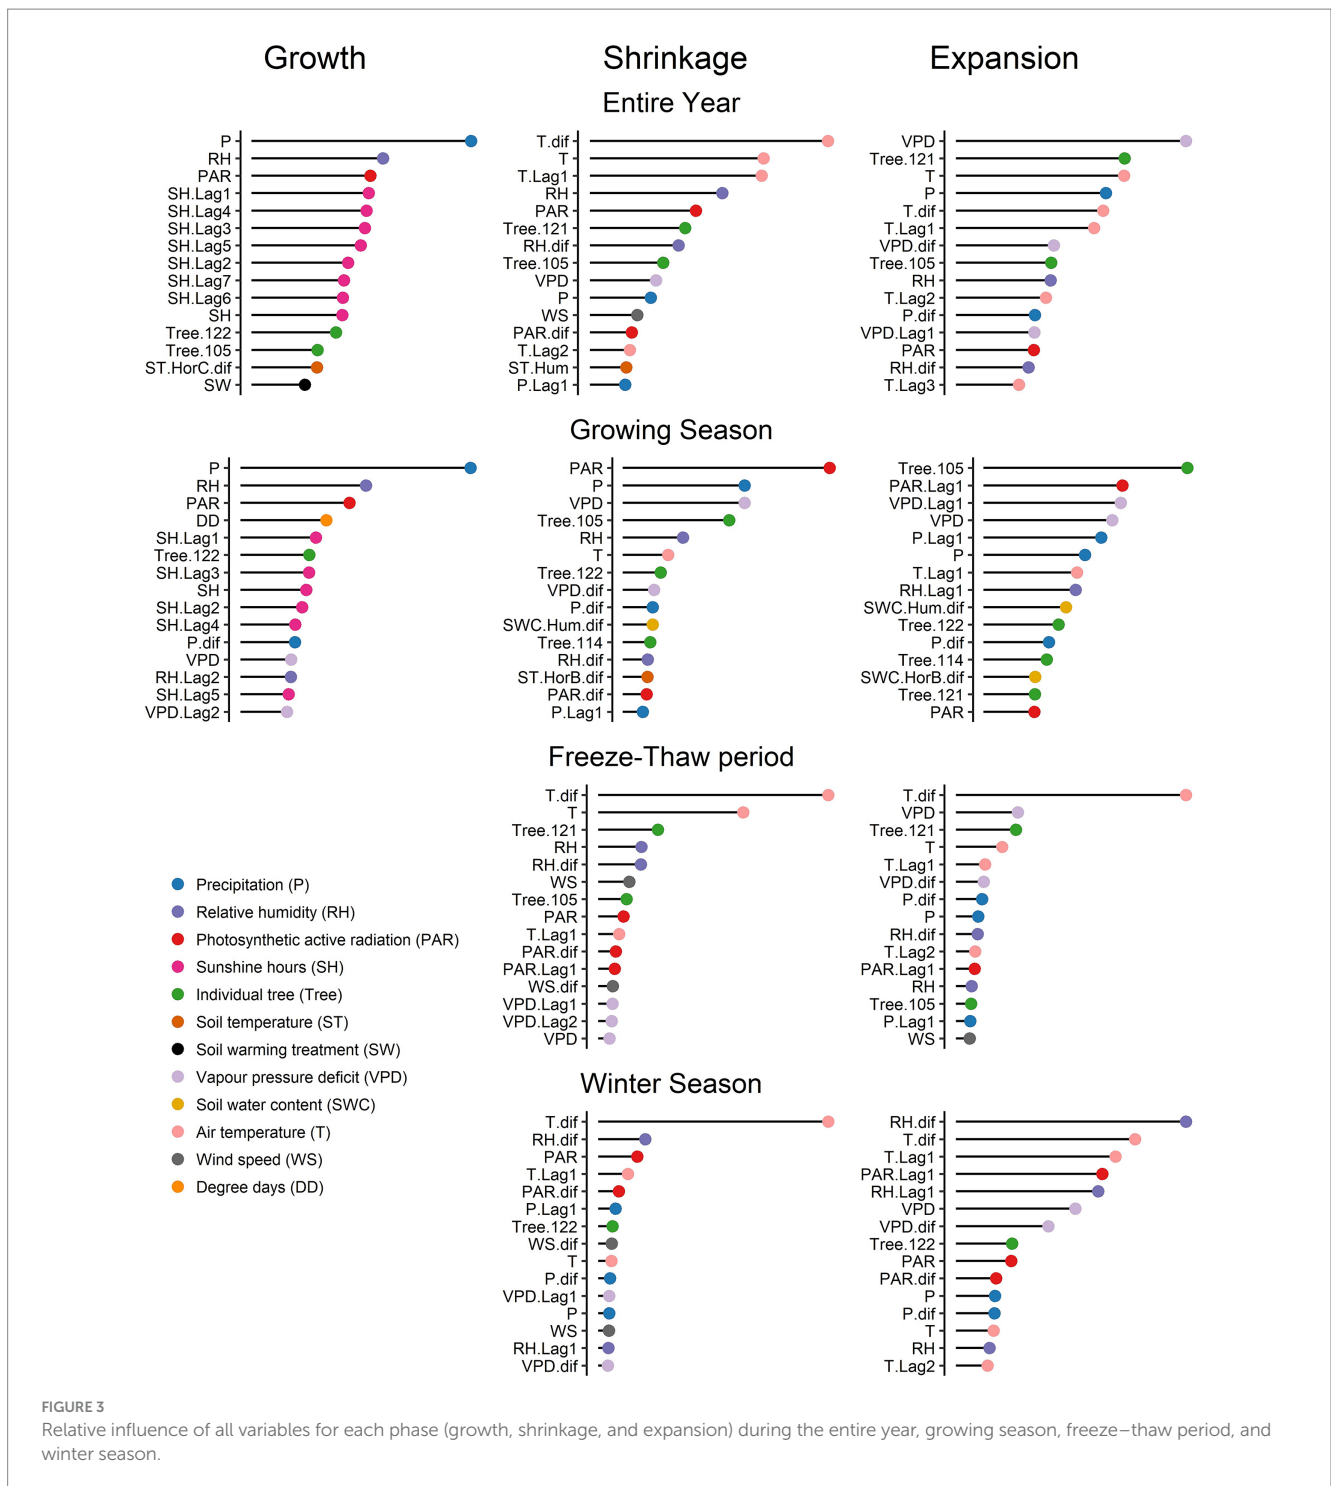 Growth
Shrinkage
Expansion
Entire Year
P
RH
PAR
SH.Lag1
SH.Lag4
SH.Lag3
SH.Lag5
SH.Lag2
SH.Lag7
SH.Lag6
SH
Tree.122
Tree.105
ST.HorC.dif
SW
T.dif
T
T.Lag1
RH
PAR
Tree.121
RH.dif
Tree.105
VPD
P
WS
PAR.dif
T.Lag2
ST.Hum
P.Lag1
VPD
Tree.121
T
P
T.dif
T.Lag1
VPD.dif
Tree.105
RH
T.Lag2
P.dif
VPD.Lag1
PAR
RH.dif
T.Lag3
Growing Season
P
RH
PAR
DD
SH.Lag1
Tree.122
SH.Lag3
SH
SH.Lag2
SH.Lag4
P.dif
VPD
RH.Lag2
SH.Lag5
VPD.Lag2
PAR
P
VPD
Tree.105
RH
T
Tree.122
VPD.dif
P.dif
SWC.Hum.dif
Tree.114
RH.dif
ST.HorB.dif
PAR.dif
P.Lag1
Tree.105
PAR.Lag1
VPD.Lag1
VPD
P.Lag1
P
T.Lag1
RH.Lag1
SWC.Hum.dif
Tree.122
P.dif
Tree.114
SWC.HorB.dif
Tree.121
PAR
Freeze-Thaw period
T.dif
T
Tree.121
RH
RH.dif
WS
Tree.105
PAR
T.Lag1
PAR.dif
PAR.Lag1
WS.dif
VPD.Lag1
VPD.Lag2
VPD
T.dif
VPD
Tree.121
T
T.Lag1
VPD.dif
P.dif
P
RH.dif
T.Lag2
PAR.Lag1
RH
Tree.105
P.Lag1
WS
Precipitation (P)
Relative humidity (RH)
Photosynthetic active radiation (PAR)
Sunshine hours (SH)
Individual tree (Tree)
Soil temperature (ST)
Soil warming treatment (SW)
Vapour pressure deficit (VPD)
Soil water content (SWC)
Air temperature (T)
Wind speed (WS)
Degree days (DD)
Winter Season
T.dif
RH.dif
PAR
T.Lag1
PAR.dif
P.Lag1
Tree.122
WS.dif
T
P.dif
VPD.Lag1
P
WS
RH.Lag1
VPD.dif
RH.dif
T.dif
T.Lag1
PAR.Lag1
RH.Lag1
VPD
VPD.dif
Tree.122
PAR
PAR.dif
P
P.dif
T
RH
T.Lag2
FIGURE 3
Relative influence of all variables for each phase (growth, shrinkage, and expansion) during the entire year, growing season, freeze–thaw period, and
winter season.